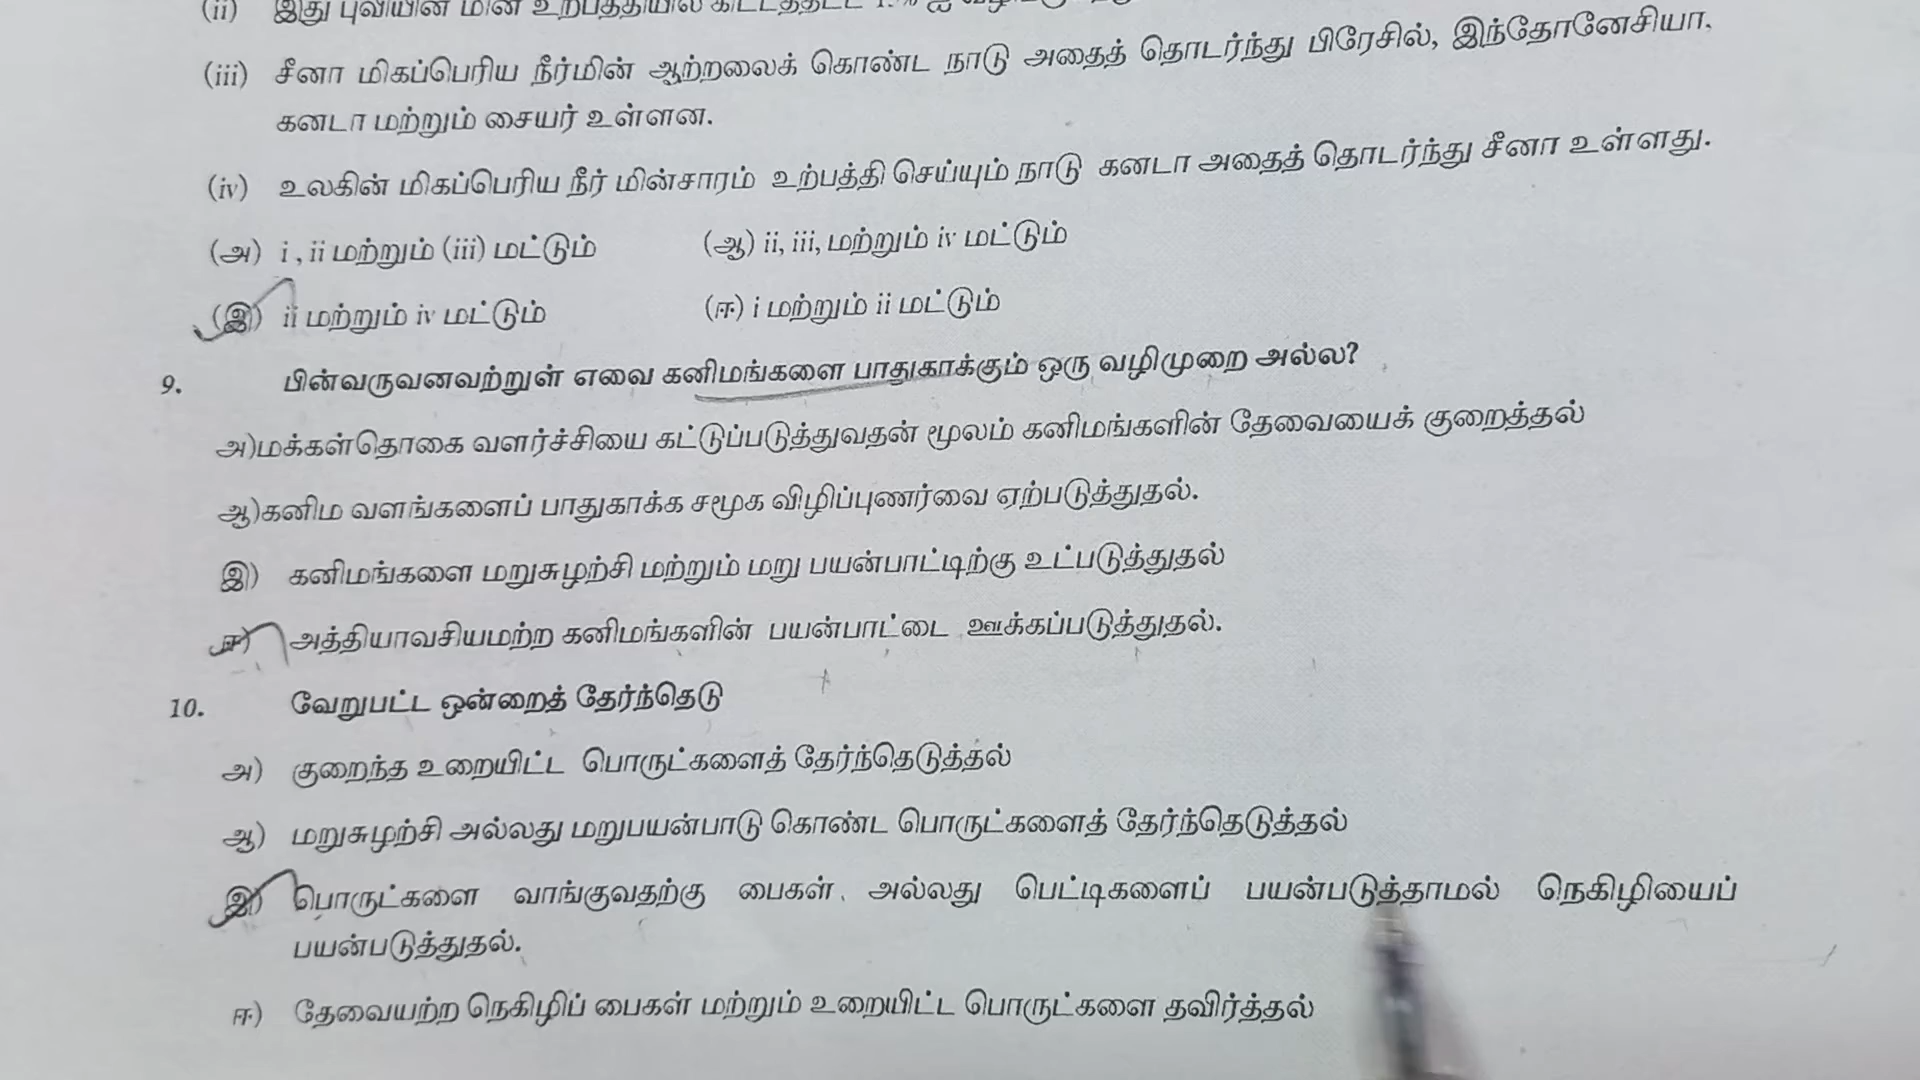 (ii) இது புவியின் மின் உற்பத்தியில் கிட்டத்தட்ட
(iii) சீனா மிகப்பெரிய நீர்மின் ஆற்றலைக் கொண்ட நாடு அதைத் தொடர்ந்து பிரேசில், இந்தோனேசியா,
கனடா மற்றும் சையர் உள்ளன.
(iv) உலகின் மிகப்பெரிய நீர் மின்சாரம் உற்பத்தி செய்யும் நாடு கனடா அதைத் தொடர்ந்து சீனா உள்ளது.
(அ) i , ii மற்றும் (iii) மட்டும் (ஆ) ii, iii, மற்றும் iv மட்டும்
(இ) ii மற்றும் iv மட்டும் (ஈ) i மற்றும் ii மட்டும்
9. பின்வருவனவற்றுள் எவை கனிமங்களை பாதுகாக்கும் ஒரு வழிமுறை அல்ல?
அ)மக்கள்தொகை வளர்ச்சியை கட்டுப்படுத்துவதன் மூலம் கனிமங்களின் தேவையைக் குறைத்தல்
ஆ)கனிம வளங்களைப் பாதுகாக்க சமூக விழிப்புணர்வை ஏற்படுத்துதல்.
இ) கனிமங்களை மறுசுழற்சி மற்றும் மறு பயன்பாட்டிற்கு உட்படுத்துதல்
ஈ) அத்தியாவசியமற்ற கனிமங்களின் பயன்பாட்டை ஊக்கப்படுத்துதல்.
10. வேறுபட்ட ஒன்றைத் தேர்ந்தெடு
அ) குறைந்த உறையிட்ட பொருட்களைத் தேர்ந்தெடுத்தல்
ஆ) மறுசுழற்சி அல்லது மறுபயன்பாடு கொண்ட பொருட்களைத் தேர்ந்தெடுத்தல்
இ) பொருட்களை வாங்குவதற்கு பைகள் அல்லது பெட்டிகளைப் பயன்படுத்தாமல் நெகிழியைப்
பயன்படுத்துதல்.
ஈ) தேவையற்ற நெகிழிப் பைகள் மற்றும் உறையிட்ட பொருட்களை தவிர்த்தல்